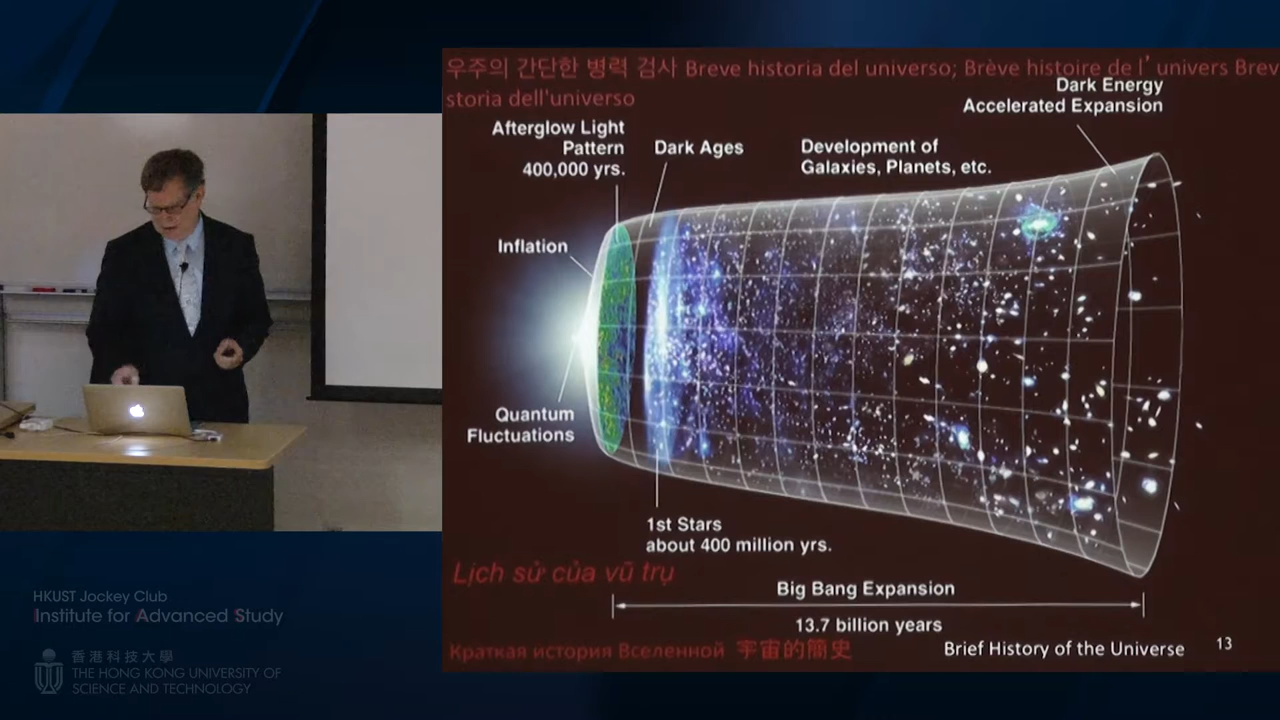 우주의 간단한 병력 검사 Breve historia del universo; Brève histoire de l' univers Brev
storia dell'universo
Dark Energy
Accelerated Expansion
Afterglow Light
Pattern
400,000 yrs.
Dark Ages
Development of
Galaxies, Planets, etc.
Inflation
Quantum
Fluctuations
1st Stars
about 400 million yrs.
Lịch sử của vũ trụ
Big Bang Expansion
13.7 billion years
Краткая история Вселенной 宇宙的簡史
Brief History of the Universe
13
HKUST Jockey Club
Institute for Advanced Study
香港科技大學
THE HONG KONG UNIVERSITY OF
SCIENCE AND TECHNOLOGY